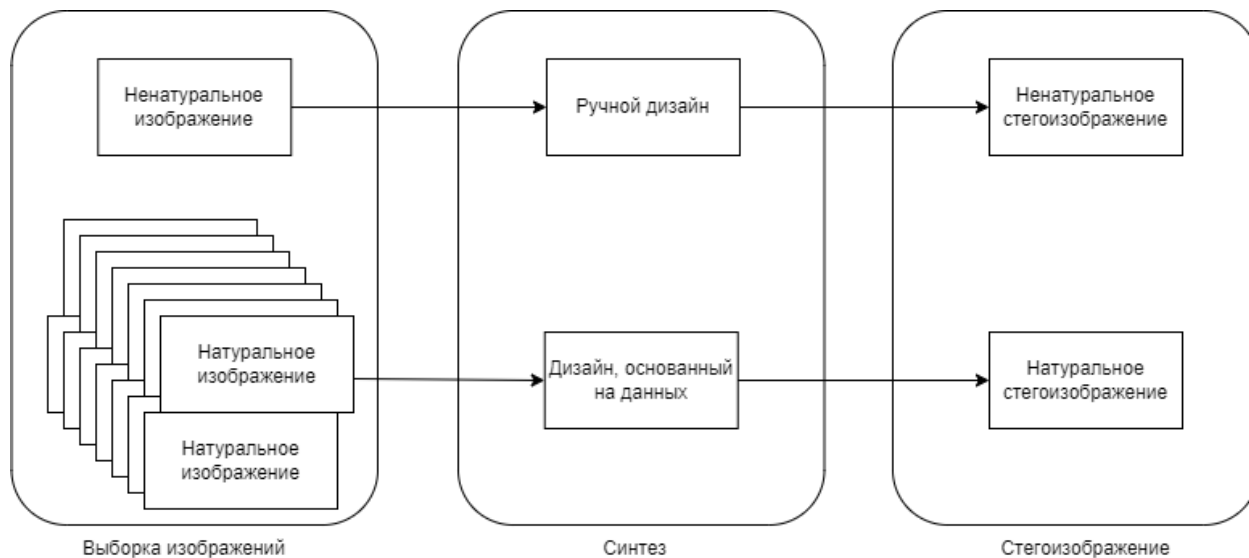 Ненатуральное
изображение
Ручной дизайн
Ненатуральное
стегоизображение
Натуральное
изображение
Натуральное
изображение
Дизайн, основанный
на данных
Натуральное
стегоизображение
Выборка изображений
Синтез
Стегоизображение